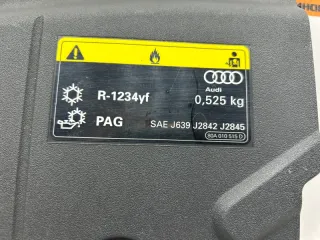 Audi
R-1234yf 0,525 kg
PAG SAE J639 J2842 J2845
80A 010 515 D